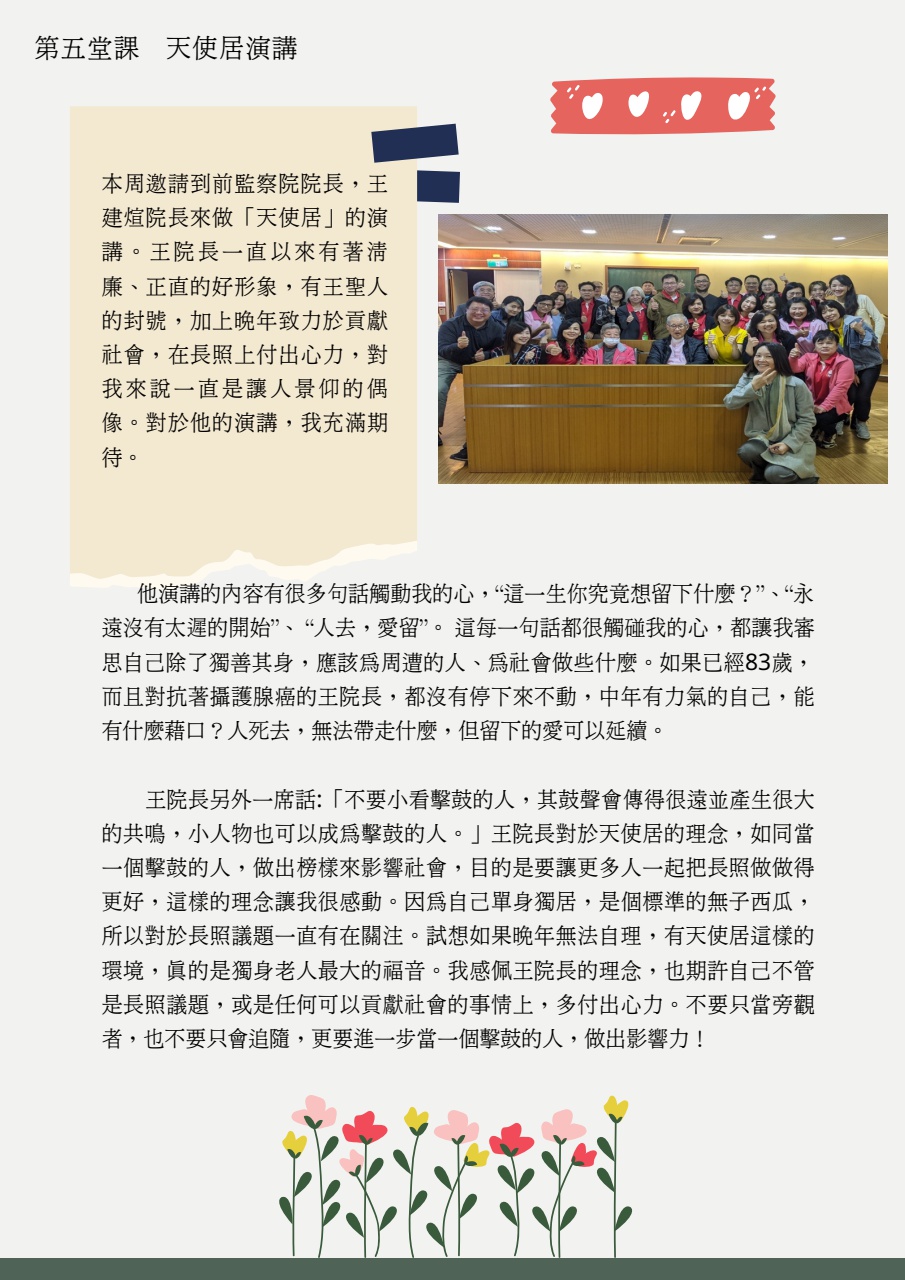 第五堂課　天使居演講
本周邀請到前監察院院長，王
建煊院長來做「天使居」的演
講。王院長一直以來有著清
廉、正直的好形象，有王聖人
的封號，加上晚年致力於貢獻
社會，在長照上付出心力，對
我來說一直是讓人景仰的偶
像。對於他的演講，我充滿期
待。
他演講的內容有很多句話觸動我的心，“這一生你究竟想留下什麼？”、“永
遠沒有太遲的開始”、 “人去，愛留”。 這每一句話都很觸碰我的心，都讓我審
思自己除了獨善其身，應該為周遭的人、為社會做些什麼。如果已經83歲，
而且對抗著攝護腺癌的王院長，都沒有停下來不動，中年有力氣的自己，能
有什麼藉口？人死去，無法帶走什麼，但留下的愛可以延續。
王院長另外一席話:「不要小看擊鼓的人，其鼓聲會傳得很遠並產生很大
的共鳴，小人物也可以成為擊鼓的人。」王院長對於天使居的理念，如同當
一個擊鼓的人，做出榜樣來影響社會，目的是要讓更多人一起把長照做做得
更好，這樣的理念讓我很感動。因為自己單身獨居，是個標準的無子西瓜，
所以對於長照議題一直有在關注。試想如果晚年無法自理，有天使居這樣的
環境，真的是獨身老人最大的福音。我感佩王院長的理念，也期許自己不管
是長照議題，或是任何可以貢獻社會的事情上，多付出心力。不要只當旁觀
者，也不要只會追隨，更要進一步當一個擊鼓的人，做出影響力！